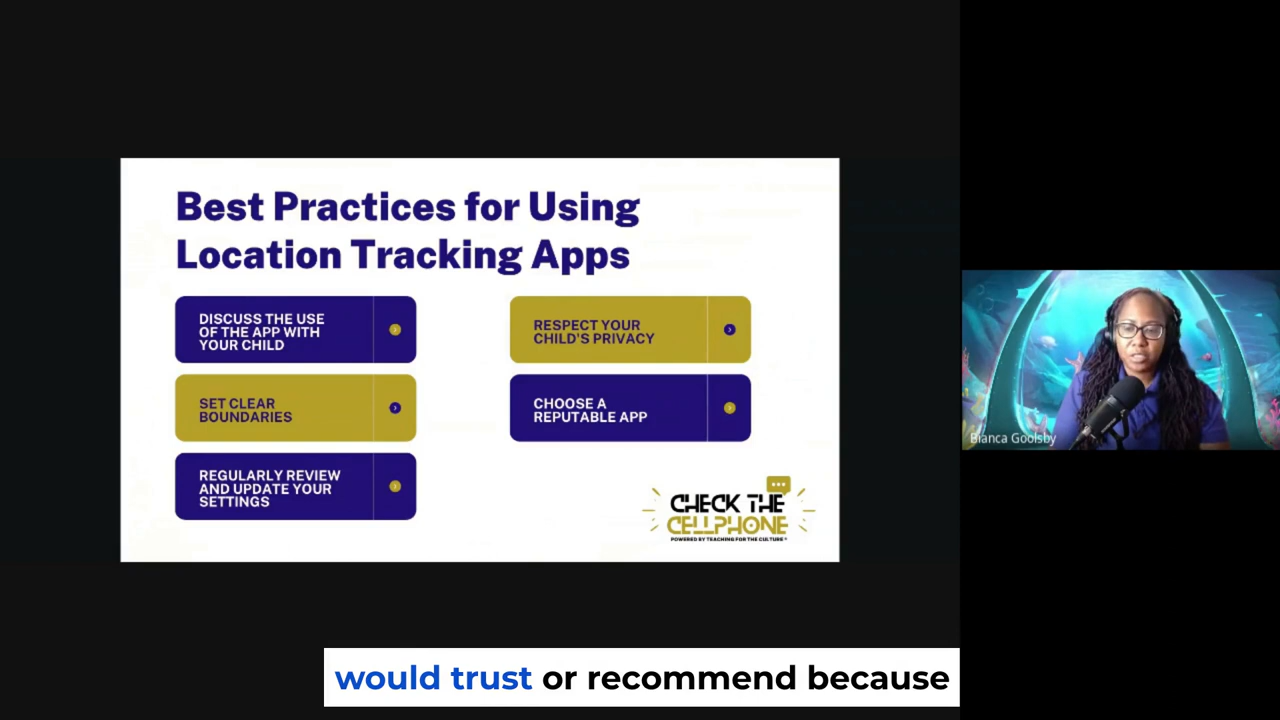 Best Practices for Using
Location Tracking Apps
DISCUSS THE USE
OF THE APP WITH
YOUR CHILD
SET CLEAR
BOUNDARIES
REGULARLY REVIEW
AND UPDATE YOUR
SETTINGS
RESPECT YOUR
CHILD'S PRIVACY
CHOOSE A
REPUTABLE APP
CHECK THE
CELLPHONE
POWERED BY TEACHING FOR THE CULTURE®
Bianca Goolsby
would trust or recommend because